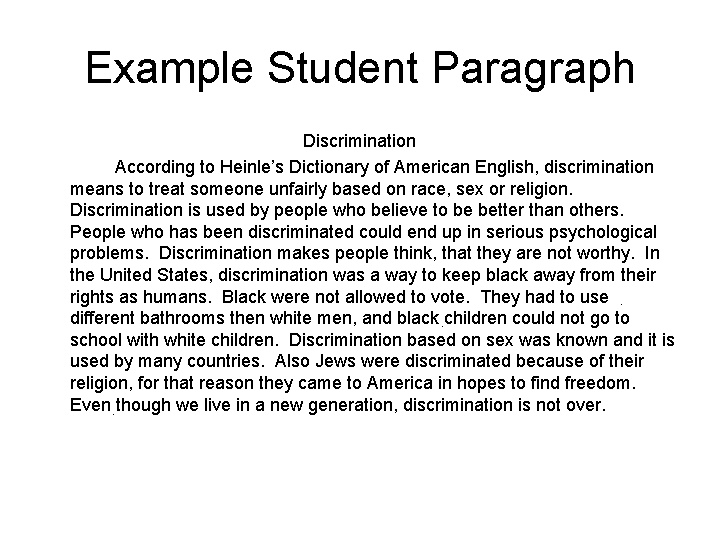 Example Student Paragraph
Discrimination
According to Heinle's Dictionary of American English, discrimination
means to treat someone unfairly based on race, sex or religion.
Discrimination is used by people who believe to be better than others.
People who has been discriminated could end up in serious psychological
problems.  Discrimination makes people think, that they are not worthy.  In
the United States, discrimination was a way to keep black away from their
rights as humans.  Black were not allowed to vote.  They had to use
different bathrooms then white men, and black children could not go to
school with white children.  Discrimination based on sex was known and it is
used by many countries.  Also Jews were discriminated because of their
religion, for that reason they came to America in hopes to find freedom.
Even though we live in a new generation, discrimination is not over.